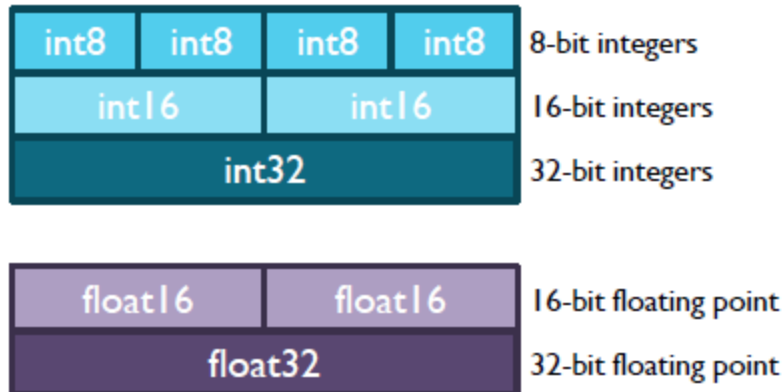 int8 int8 int8 int8 8-bit integers
int16 int16 16-bit integers
int32 32-bit integers
float16 float16 16-bit floating point
float32 32-bit floating point